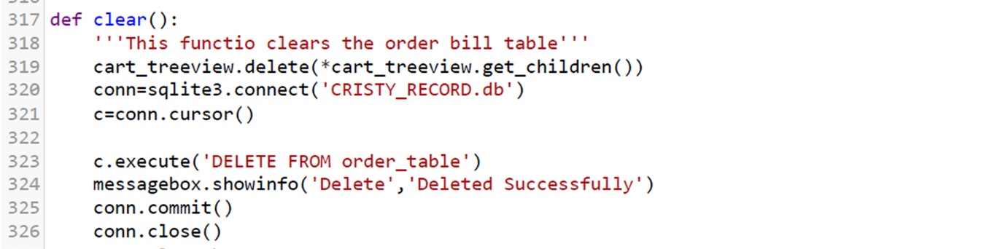 317 def clear():
318     '''This functio clears the order bill table'''
319     cart_treeview.delete(*cart_treeview.get_children())
320     conn=sqlite3.connect('CRISTY_RECORD.db')
321     c=conn.cursor()
322
323     c.execute('DELETE FROM order_table')
324     messagebox.showinfo('Delete','Deleted Successfully')
325     conn.commit()
326     conn.close()